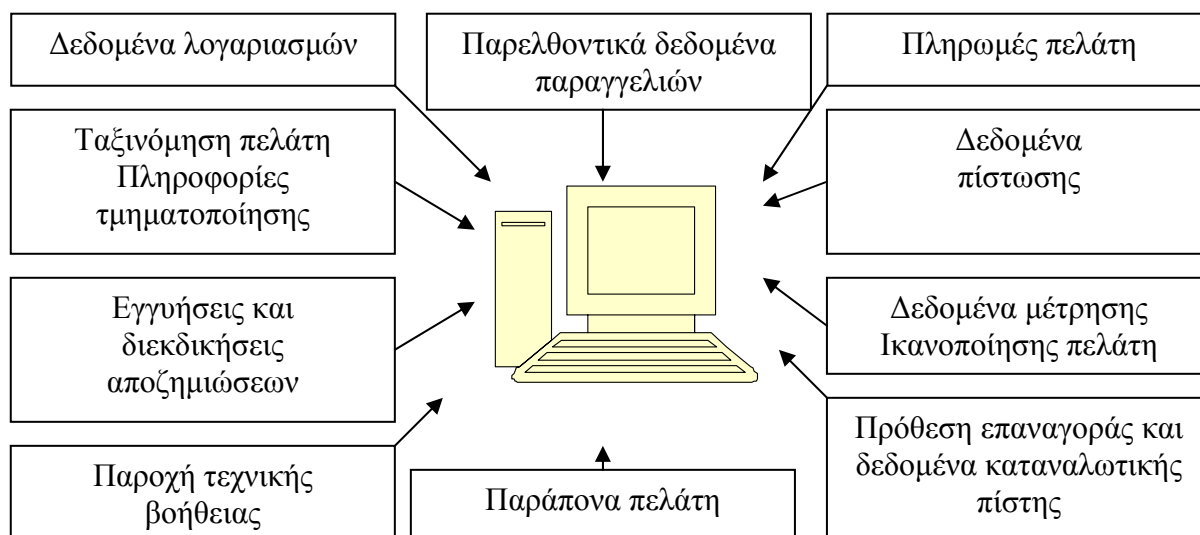 Δεδομένα λογαριασμών
Παρελθοντικά δεδομένα
παραγγελιών
Πληρωμές πελάτη
Ταξινόμηση πελάτη
Πληροφορίες
τμηματοποίησης
Δεδομένα
πίστωσης
Εγγυήσεις και
διεκδικήσεις
αποζημιώσεων
Δεδομένα μέτρησης
Ικανοποίησης πελάτη
Παροχή τεχνικής
βοήθειας
Παράπονα πελάτη
Πρόθεση επαναγοράς και
δεδομένα καταναλωτικής
πίστης